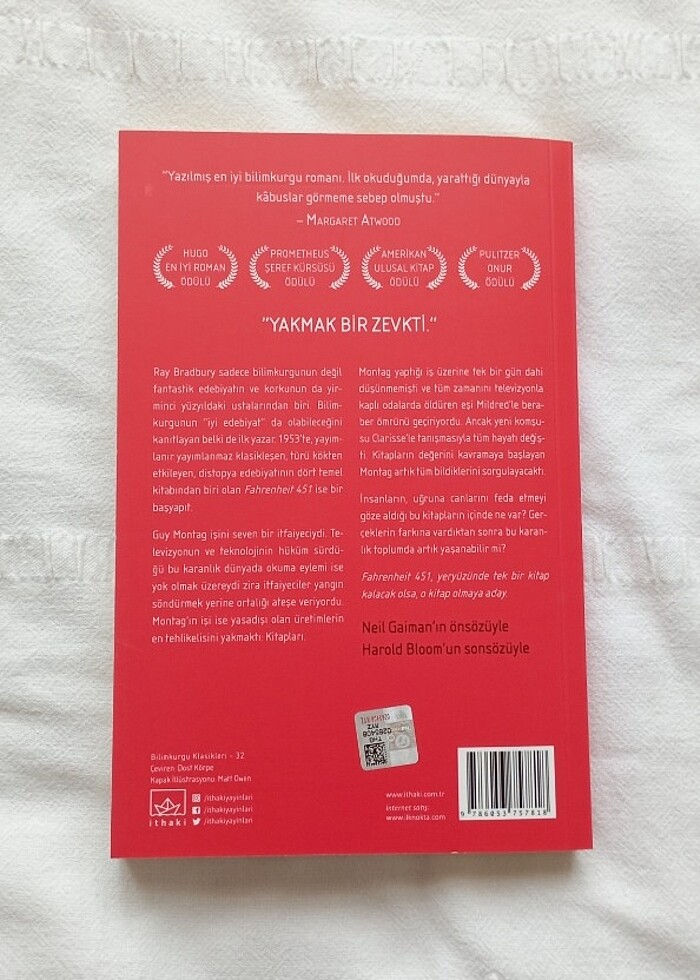 "Yazılmış en iyi bilimkurgu romanı. İlk okuduğumda, yarattığı dünyayla
kâbuslar görmeme sebep olmuştu."
– MARGARET ATWOOD
HUGO
EN İYİ ROMAN
ÖDÜLÜ
PROMETHEUS
ŞEREF KÜRSÜSÜ
ÖDÜLÜ
AMERİKAN
ULUSAL KİTAP
ÖDÜLÜ
PULITZER
ONUR
ÖDÜLÜ
"YAKMAK BİR ZEVKTİ."
Ray Bradbury sadece bilimkurgunun değil
fantastik edebiyatın ve korkunun da yir-
minci yüzyıldaki ustalarından biri. Bilim-
kurgunun "iyi edebiyat" da olabileceğini
kanıtlayan belki de ilk yazar. 1953'te, yayım-
lanır yayımlanmaz klasikleşen, türü kökten
etkileyen, distopya edebiyatının dört temel
kitabından biri olan Fahrenheit 451 ise bir
başyapıt.
Guy Montag işini seven bir itfaiyeciydi. Te-
levizyonun ve teknolojinin hüküm sürdü-
ğü bu karanlık dünyada okuma eylemi ise
yok olmak üzereydi zira itfaiyeciler yangın
söndürmek yerine ortalığı ateşe veriyordu.
Montag'ın işi ise yasadışı olan üretimlerin
en tehlikelisini yakmaktı: Kitapları.
Montag yaptığı iş üzerine tek bir gün dahi
düşünmemişti ve tüm zamanını televizyonla
kaplı odalarda öldüren eşi Mildred'le bera-
ber ömrünü geçiriyordu. Ancak yeni komşu-
su Clarisse'le tanışmasıyla tüm hayatı değiş-
ti. Kitapların değerini kavramaya başlayan
Montag artık tüm bildiklerini sorgulayacaktı.
İnsanların, uğruna canlarını feda etmeyi
göze aldığı bu kitapların içinde ne var? Ger-
çeklerin farkına vardıktan sonra bu karan-
lık toplumda artık yaşanabilir mi?
Fahrenheit 451, yeryüzünde tek bir kitap
kalacak olsa, o kitap olmaya aday.
Neil Gaiman'ın önsözüyle
Harold Bloom'un sonsözüyle
Bilimkurgu Klasikleri - 32
Çeviren: Dost Körpe
Kapak İllüstrasyonu: Matt Owen
ithaki
/ithakiyayinlari
/ithakiyayinlari
/ithakiyayinlari
www.ithaki.com.tr
internet satış:
www.ilknokta.com
9 786053 757818